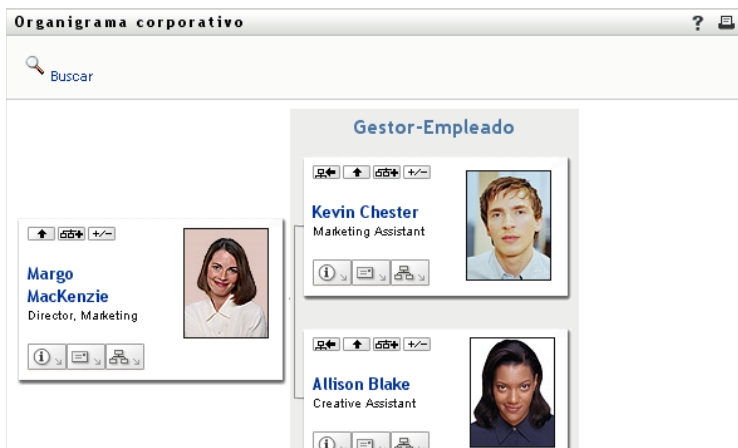 Organigrama corporativo
?
Buscar
Gestor-Empleado
+/−
Kevin Chester
Marketing Assistant
+/−
Margo
MacKenzie
Director, Marketing
+/−
Allison Blake
Creative Assistant